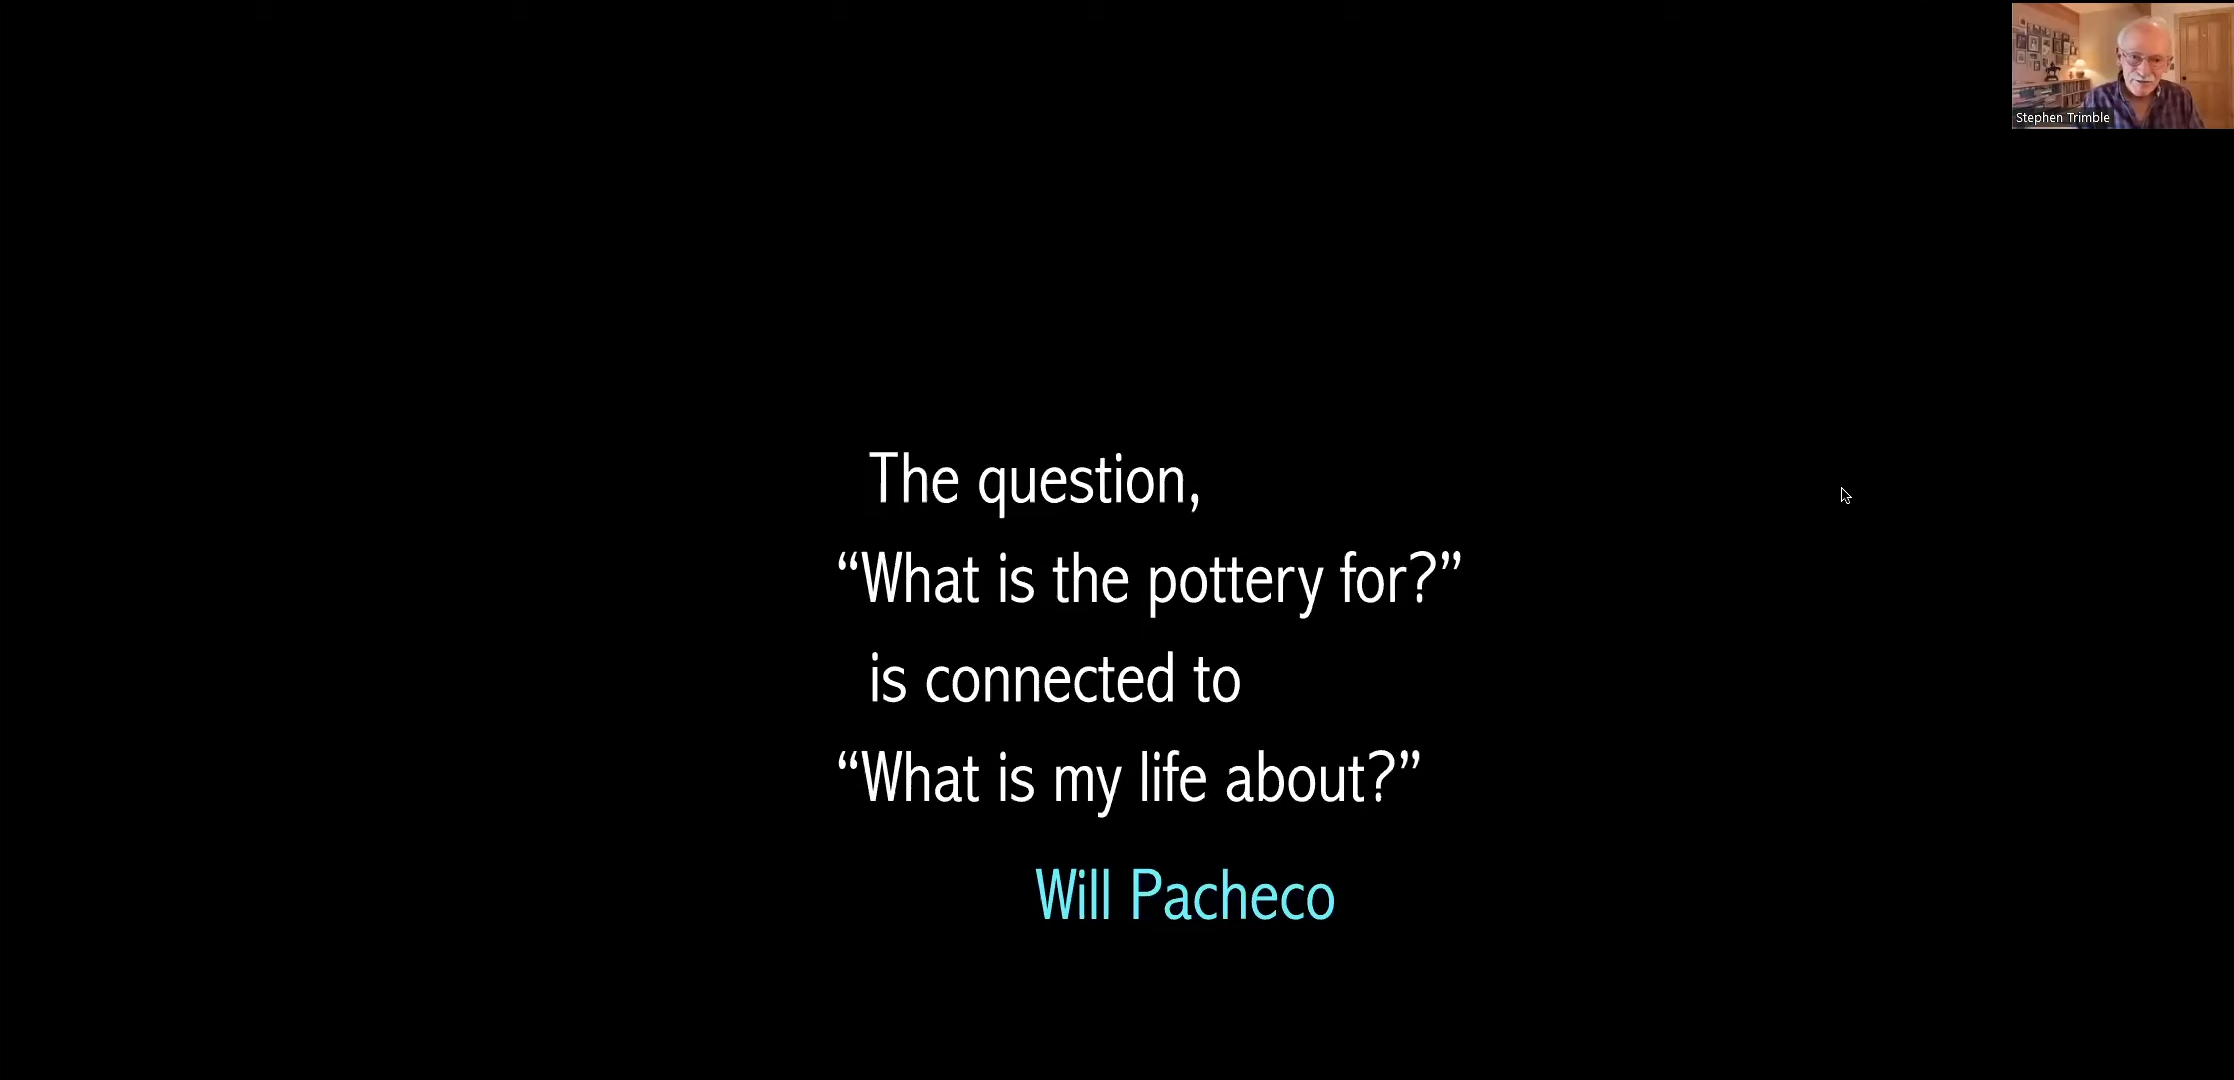 Stephen Trimble
The question,
“What is the pottery for?”
is connected to
“What is my life about?”
Will Pacheco